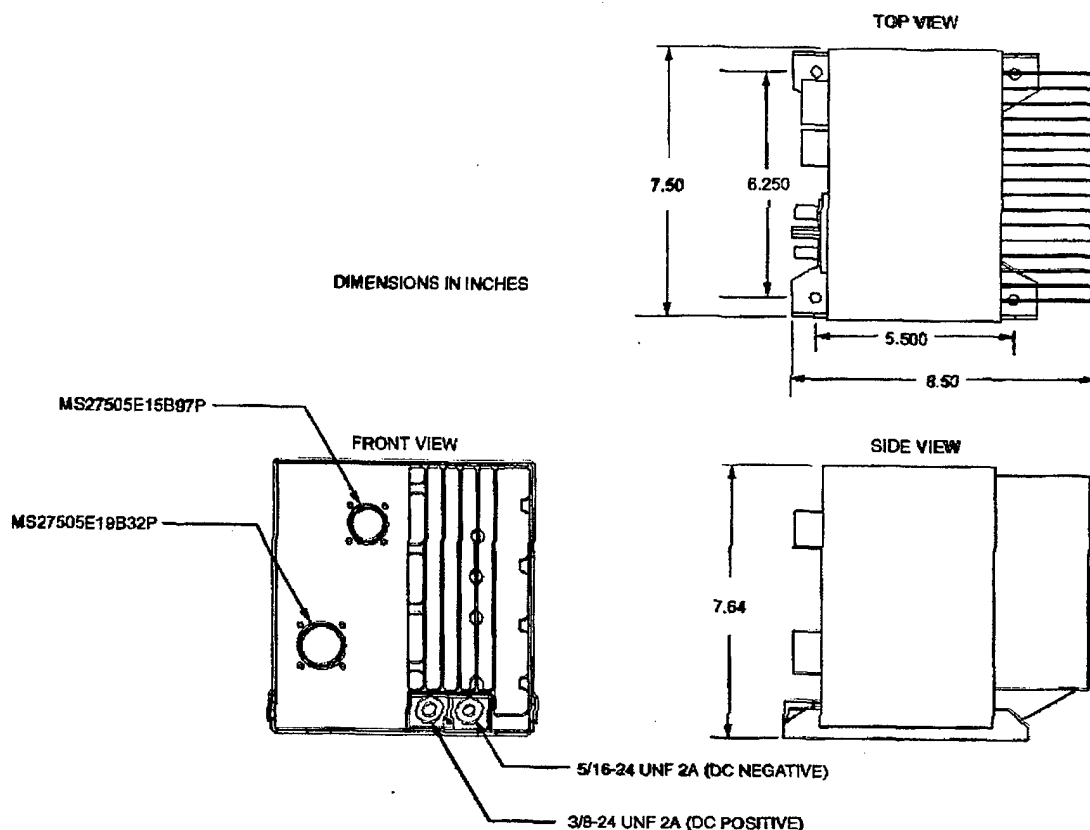 TOP VIEW
7.50
6.250
DIMENSIONS IN INCHES
5.500
8.50
MS27505E15B97P
FRONT VIEW
SIDE VIEW
MS27505E19B32P
7.64
5/16-24 UNF 2A (DC NEGATIVE)
3/8-24 UNF 2A (DC POSITIVE)